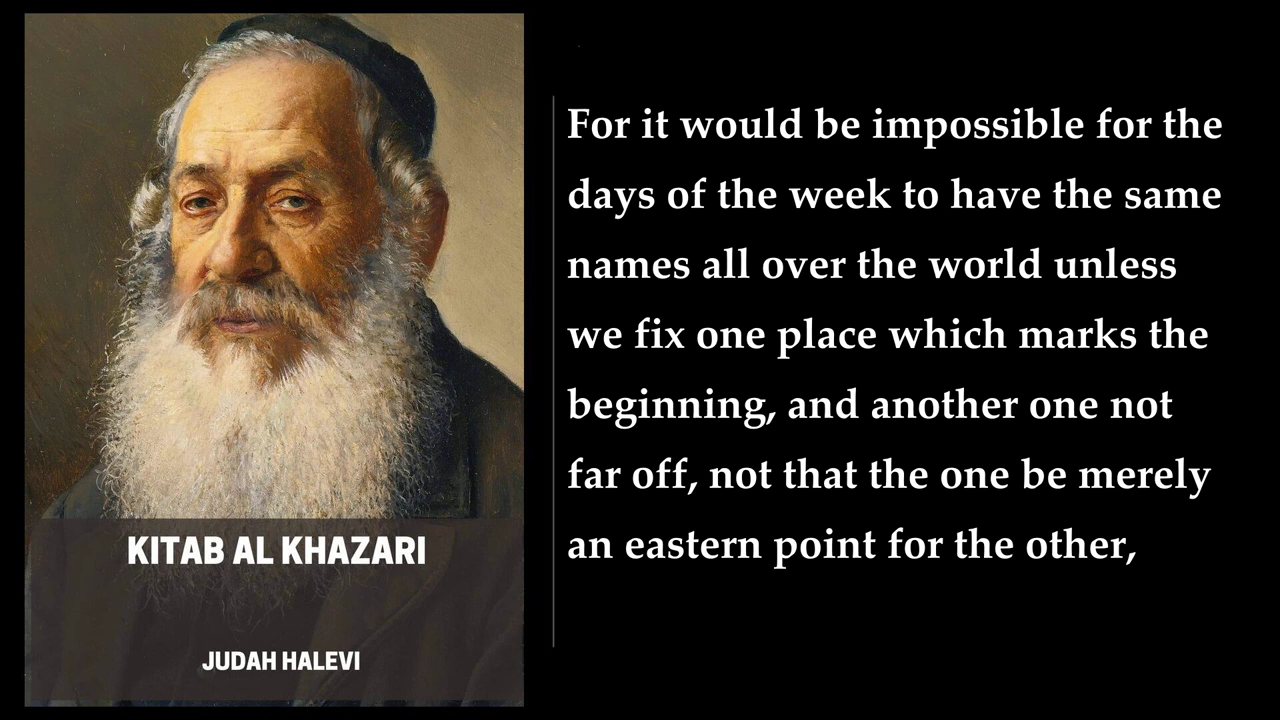 KITAB AL KHAZARI
JUDAH HALEVI
For it would be impossible for the
days of the week to have the same
names all over the world unless
we fix one place which marks the
beginning, and another one not
far off, not that the one be merely
an eastern point for the other,